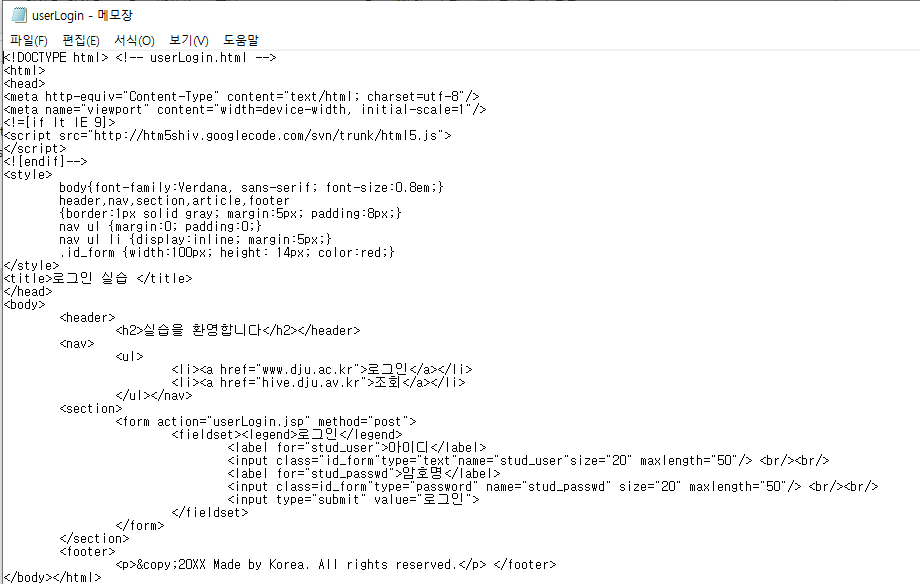 userLogin - 메모장
파일(F) 편집(E) 서식(O) 보기(V) 도움말
<!DOCTYPE html> <!-- userLogin.html -->
<html>
<head>
<meta http-equiv="Content-Type" content="text/html; charset=utf-8"/>
<meta name="viewport" content="width=device-width, initial-scale=1"/>
<!=[if lt IE 9]>
<script src="http://htm5shiv.googlecode.com/svn/trunk/html5.js">
</script>
<![endif]-->
<style>
body{font-family:Verdana, sans-serif; font-size:0.8em;}
header,nav,section,article,footer
{border:1px solid gray; margin:5px; padding:8px;}
nav ul {margin:0; padding:0;}
nav ul li {display:inline; margin:5px;}
.id_form {width:100px; height: 14px; color:red;}
</style>
<title>로그인 실습 </title>
</head>
<body>
<header>
<h2>실습을 환영합니다</h2></header>
<nav>
<ul>
<li><a href="www.dju.ac.kr">로그인</a></li>
<li><a href="hive.dju.av.kr">조회</a></li>
</ul></nav>
<section>
<form action="userLogin.jsp" method="post">
<fieldset><legend>로그인</legend>
<label for="stud_user">아이디</label>
<input class="id_form"type="text"name="stud_user"size="20" maxlength="50"/> <br/><br/>
<label for="stud_passwd">암호명</label>
<input class=id_form"type="password" name="stud_passwd" size="20" maxlength="50"/> <br/><br/>
<input type="submit" value="로그인">
</fieldset>
</form>
</section>
<footer>
<p>&copy;20XX Made by Korea. All rights reserved.</p> </footer>
</body></html>